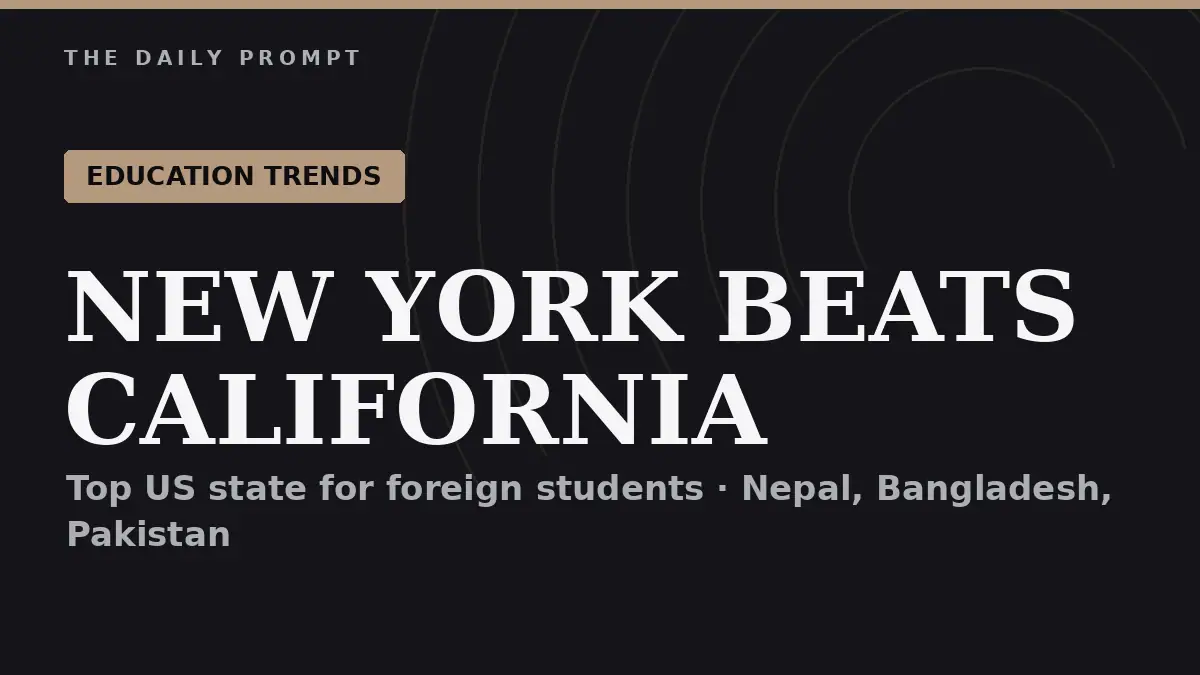 THE DAILY PROMPT
EDUCATION TRENDS
NEW YORK BEATS
CALIFORNIA
Top US state for foreign students · Nepal, Bangladesh,
Pakistan